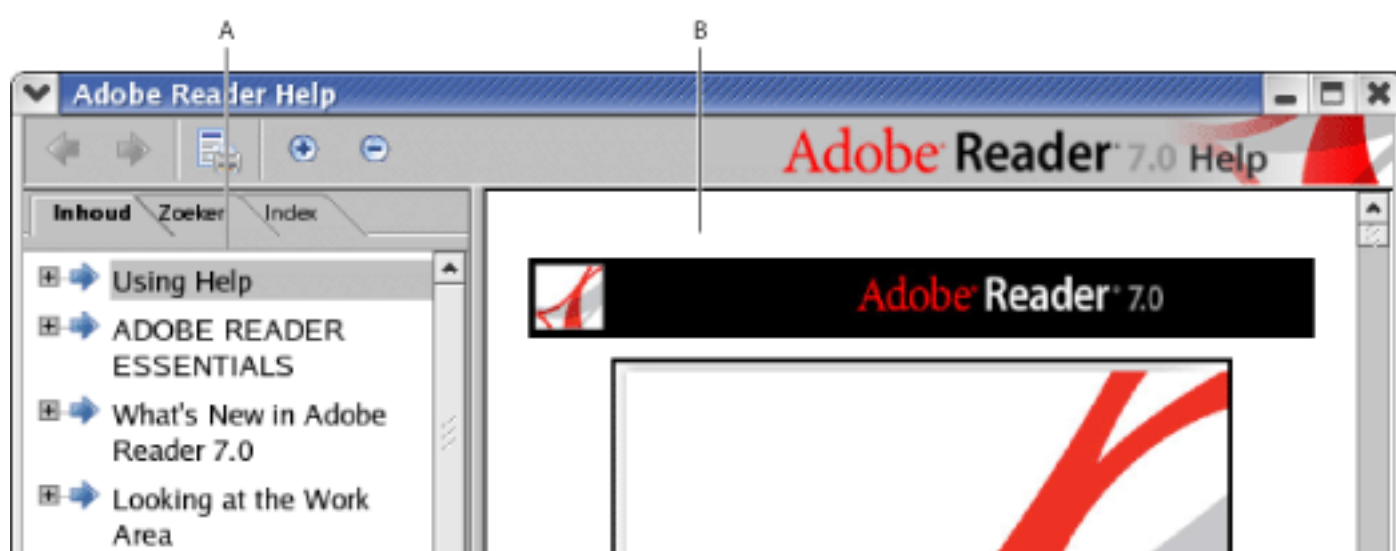 A B
Adobe Reader Help
Adobe Reader 7.0 Help
Inhoud Zoeken Index
Using Help
Adobe Reader 7.0
ADOBE READER
ESSENTIALS
What's New in Adobe
Reader 7.0
Looking at the Work
Area